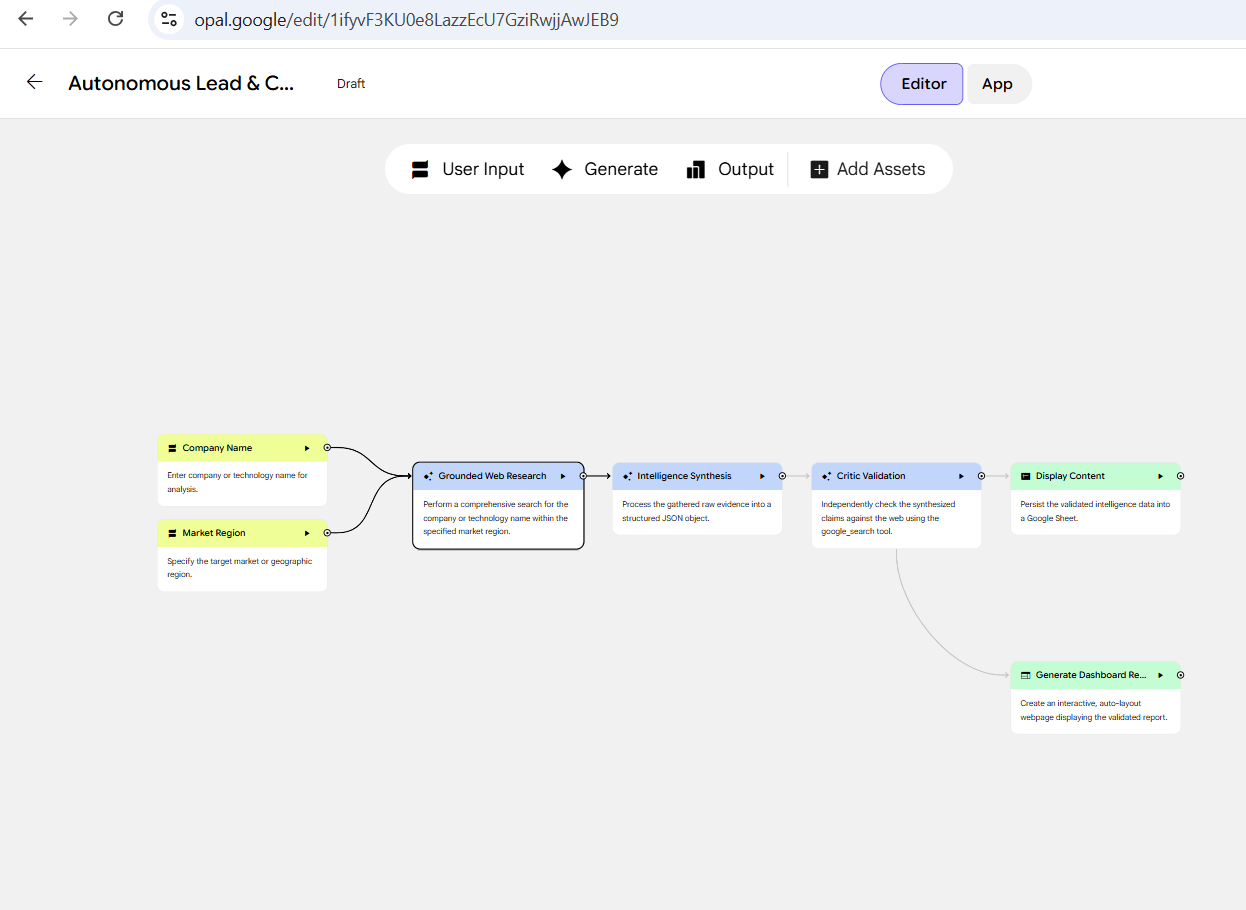 opal.google/edit/1ifyvF3KU0e8LazzEcU7GziRwjjAwJEB9
Autonomous Lead & C...
Draft
Editor
App
User Input
Generate
Output
Add Assets
Company Name
Enter company or technology name for
analysis.
Market Region
Specify the target market or geographic
region.
Grounded Web Research
Perform a comprehensive search for the
company or technology name within the
specified market region.
Intelligence Synthesis
Process the gathered raw evidence into a
structured JSON object.
Critic Validation
Independently check the synthesized
claims against the web using the
google_search tool.
Display Content
Persist the validated intelligence data into
a Google Sheet.
Generate Dashboard Re...
Create an interactive, auto-layout
webpage displaying the validated report.